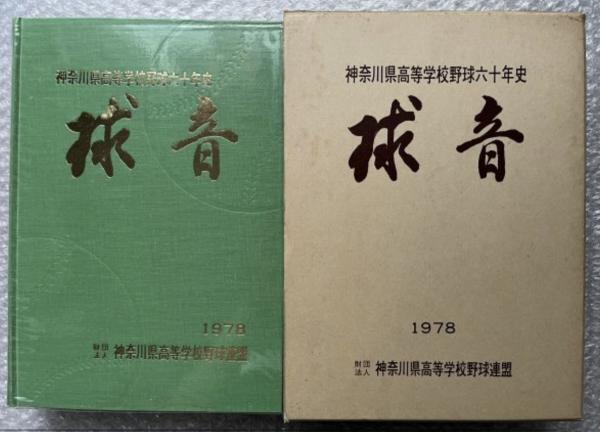 神奈川県高等学校野球六十年史
球音
1978
財団法人 神奈川県高等学校野球連盟
神奈川県高等学校野球六十年史
球音
1978
財団法人 神奈川県高等学校野球連盟